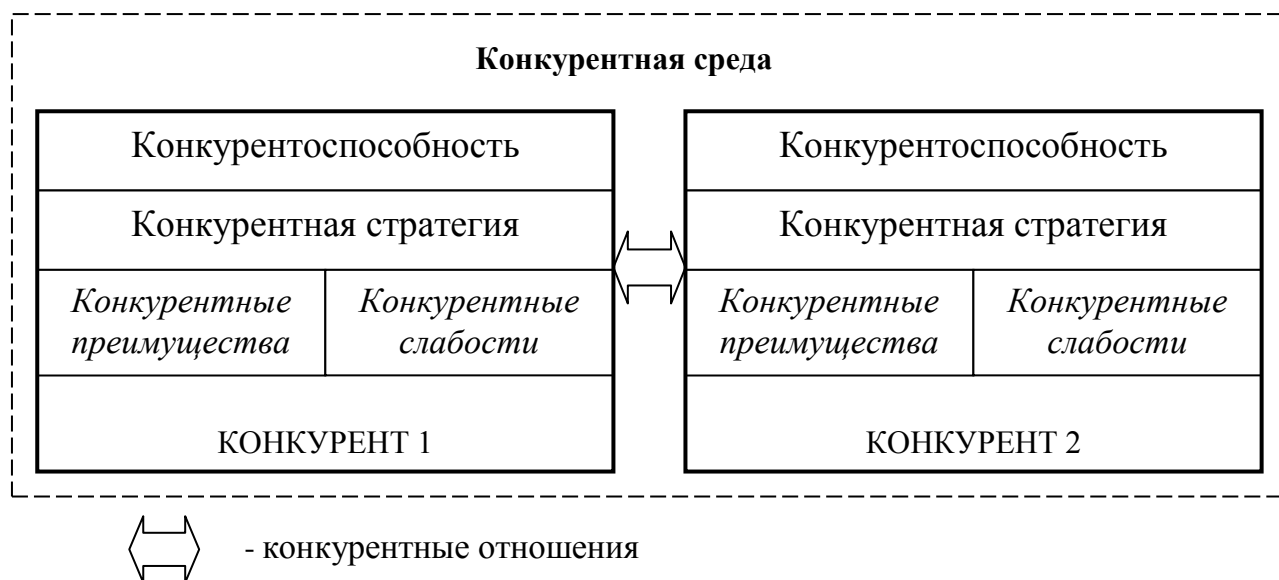 Конкурентная среда
Конкурентоспособность
Конкурентная стратегия
Конкурентные
преимущества
Конкурентные
слабости
КОНКУРЕНТ 1
Конкурентоспособность
Конкурентная стратегия
Конкурентные
преимущества
Конкурентные
слабости
КОНКУРЕНТ 2
- конкурентные отношения